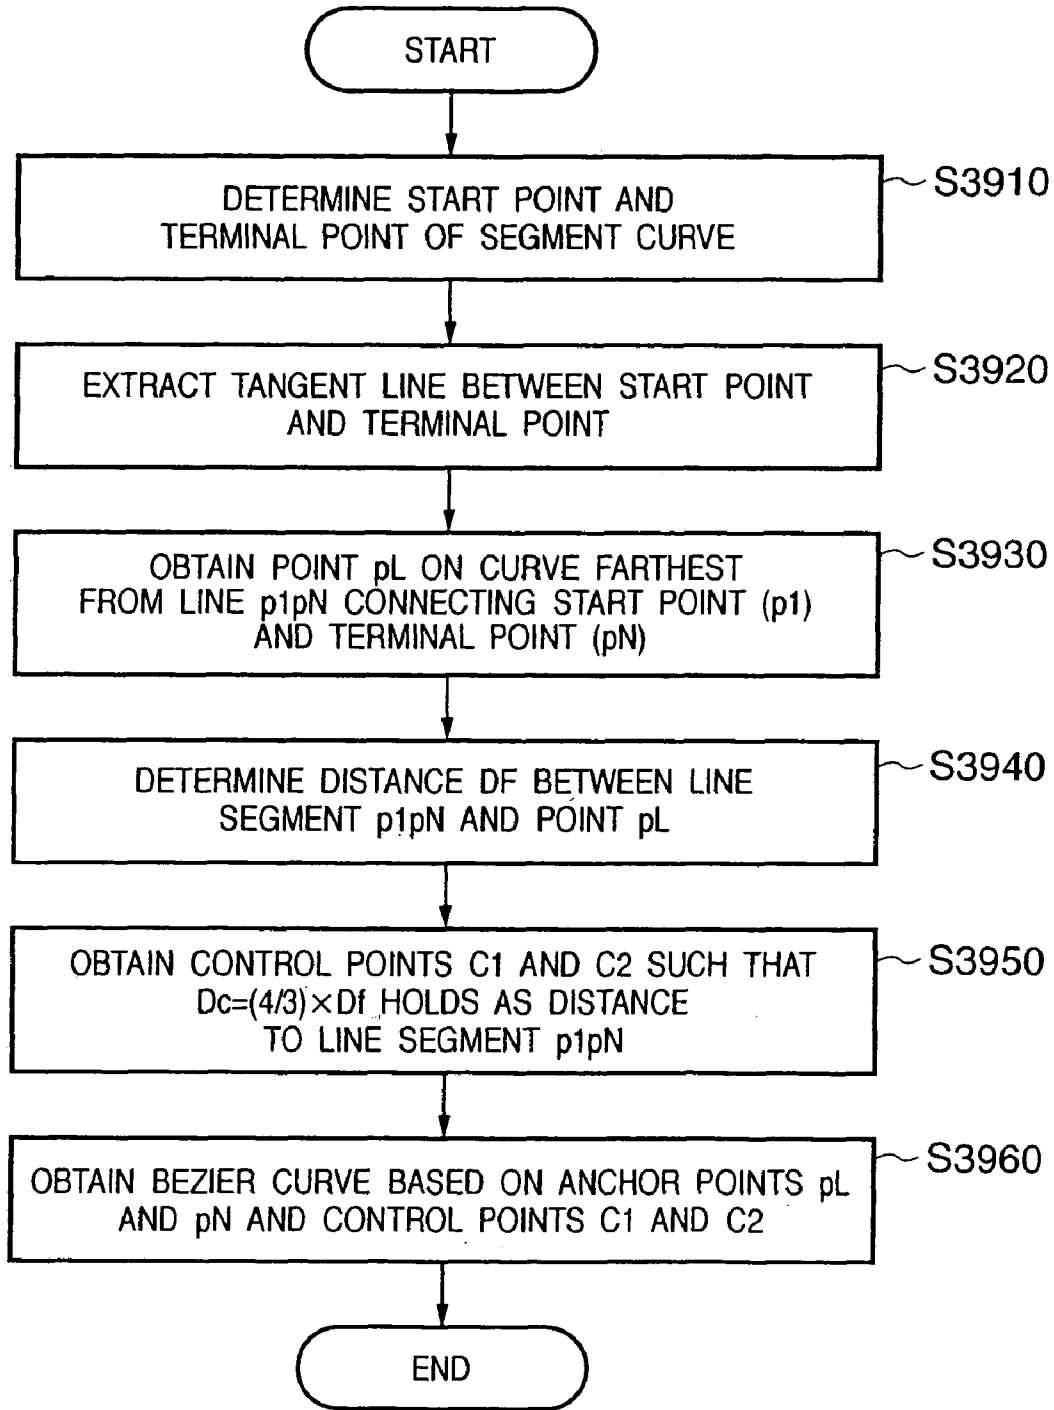 START
DETERMINE START POINT AND
TERMINAL POINT OF SEGMENT CURVE
S3910
EXTRACT TANGENT LINE BETWEEN START POINT
AND TERMINAL POINT
S3920
OBTAIN POINT pL ON CURVE FARTHEST
FROM LINE p1pN CONNECTING START POINT (p1)
AND TERMINAL POINT (pN)
S3930
DETERMINE DISTANCE DF BETWEEN LINE
SEGMENT p1pN AND POINT pL
S3940
OBTAIN CONTROL POINTS C1 AND C2 SUCH THAT
Dc=(4/3)×Df HOLDS AS DISTANCE
TO LINE SEGMENT p1pN
S3950
OBTAIN BEZIER CURVE BASED ON ANCHOR POINTS pL
AND pN AND CONTROL POINTS C1 AND C2
S3960
END